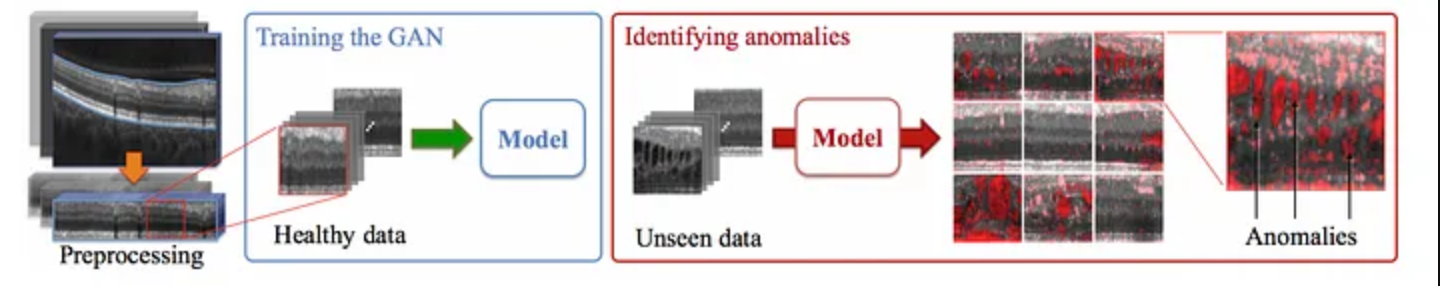 Training the GAN
Identifying anomalies
Model
Model
Healthy data
Unseen data
Anomalies
Preprocessing